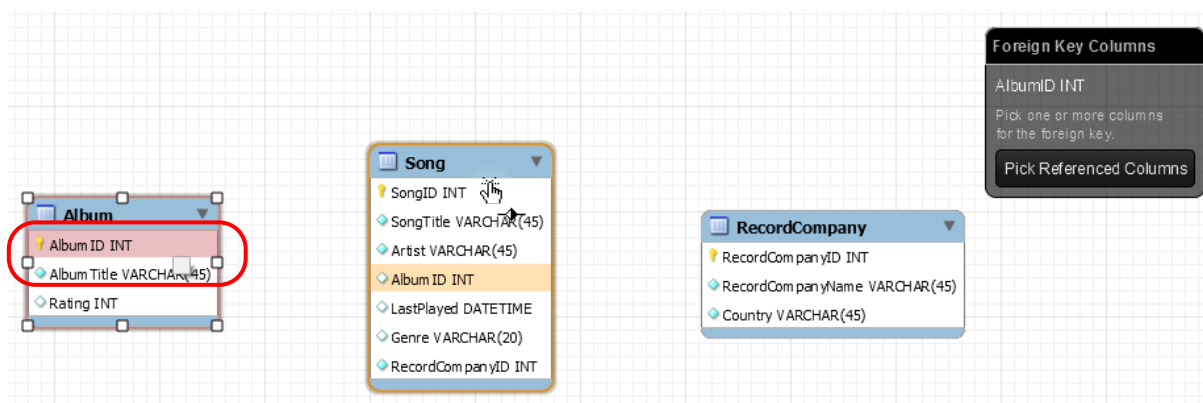 Album
AlbumID INT
AlbumTitle VARCHAR(45)
Rating INT
Song
SongID INT
SongTitle VARCHAR(45)
Artist VARCHAR(45)
AlbumID INT
LastPlayed DATETIME
Genre VARCHAR(20)
RecordCompanyID INT
RecordCompany
RecordCompanyID INT
RecordCompanyName VARCHAR(45)
Country VARCHAR(45)
Foreign Key Columns
AlbumID INT
Pick one or more columns
for the foreign key.
Pick Referenced Columns